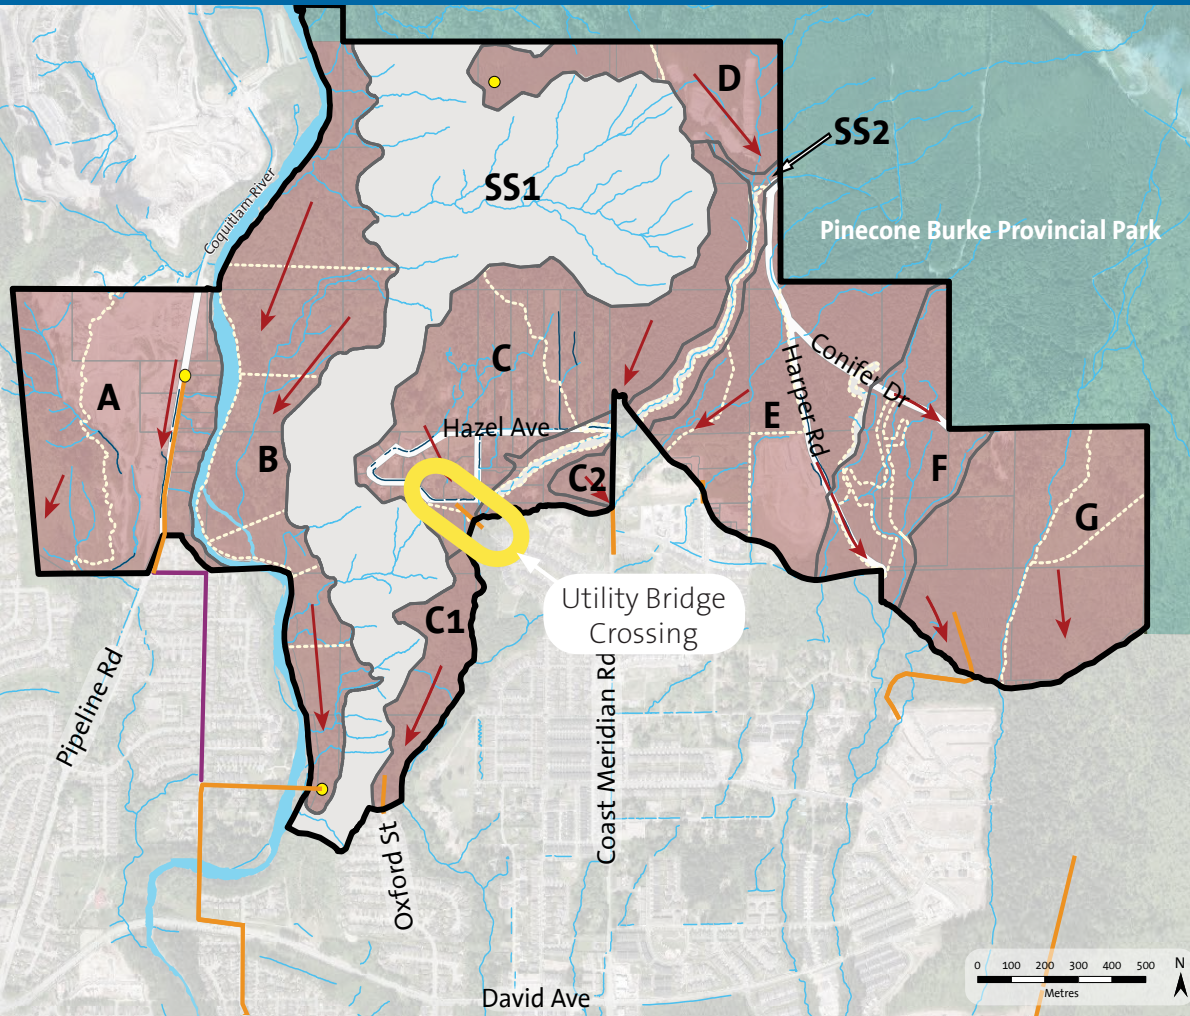 D
SS2
SS1
Coquitlam River
Pinecone Burke Provincial Park
A
B
C
Hazel Ave
C2
E
Harper Rd
Conifer Dr
F
G
C1
Utility Bridge
Crossing
Pipeline Rd
Coast Meridian Rd
Oxford St
David Ave
0 100 200 300 400 500
Metres
N